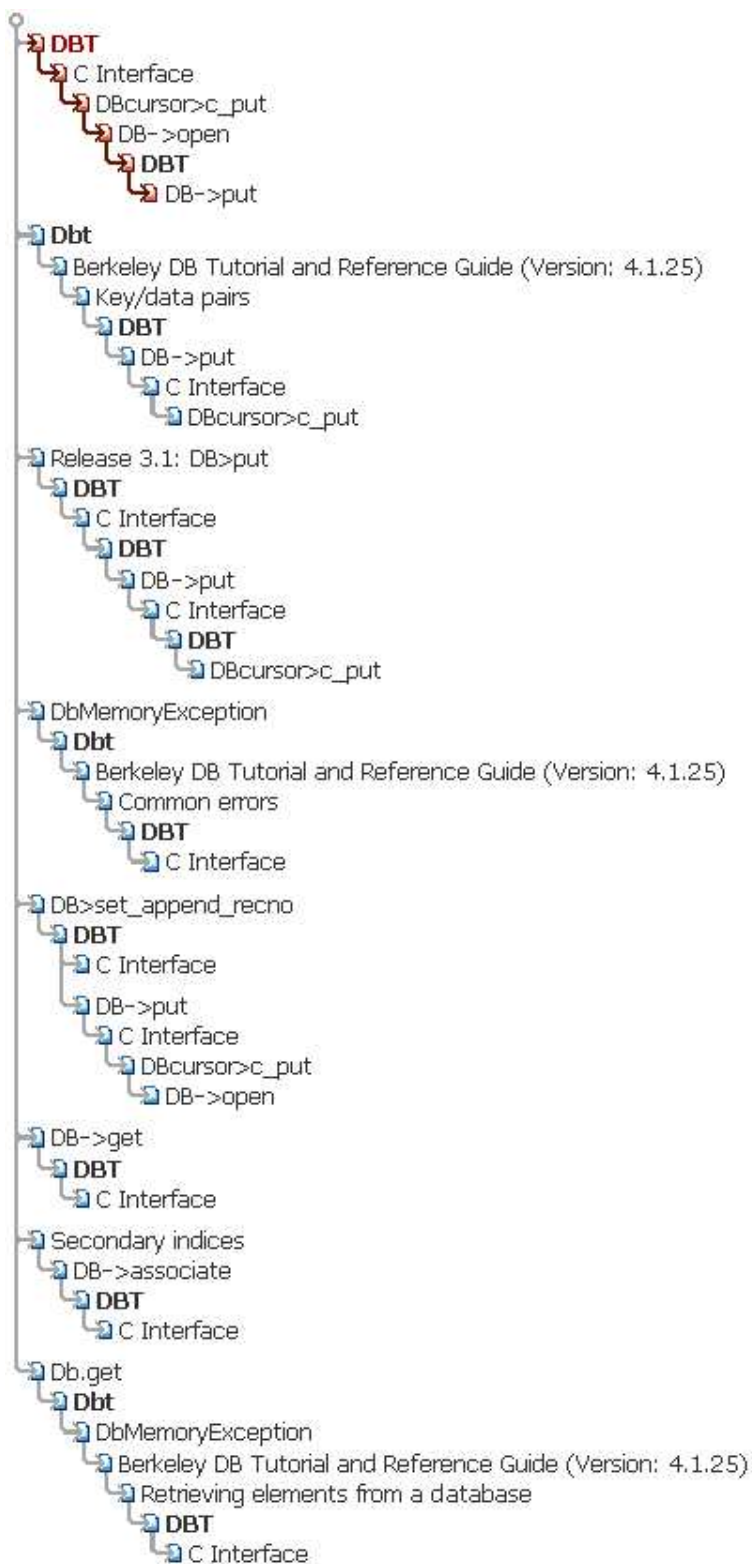 DBT
C Interface
DBcursor>c_put
DB->open
DBT
DB->put
Dbt
Berkeley DB Tutorial and Reference Guide (Version: 4.1.25)
Key/data pairs
DBT
DB->put
C Interface
DBcursor>c_put
Release 3.1: DB>put
DBT
C Interface
DBT
DB->put
C Interface
DBT
DBcursor>c_put
DbMemoryException
Dbt
Berkeley DB Tutorial and Reference Guide (Version: 4.1.25)
Common errors
DBT
C Interface
DB>set_append_recno
DBT
C Interface
DB->put
C Interface
DBcursor>c_put
DB->open
DB->get
DBT
C Interface
Secondary indices
DB->associate
DBT
C Interface
Db.get
Dbt
DbMemoryException
Berkeley DB Tutorial and Reference Guide (Version: 4.1.25)
Retrieving elements from a database
DBT
C Interface